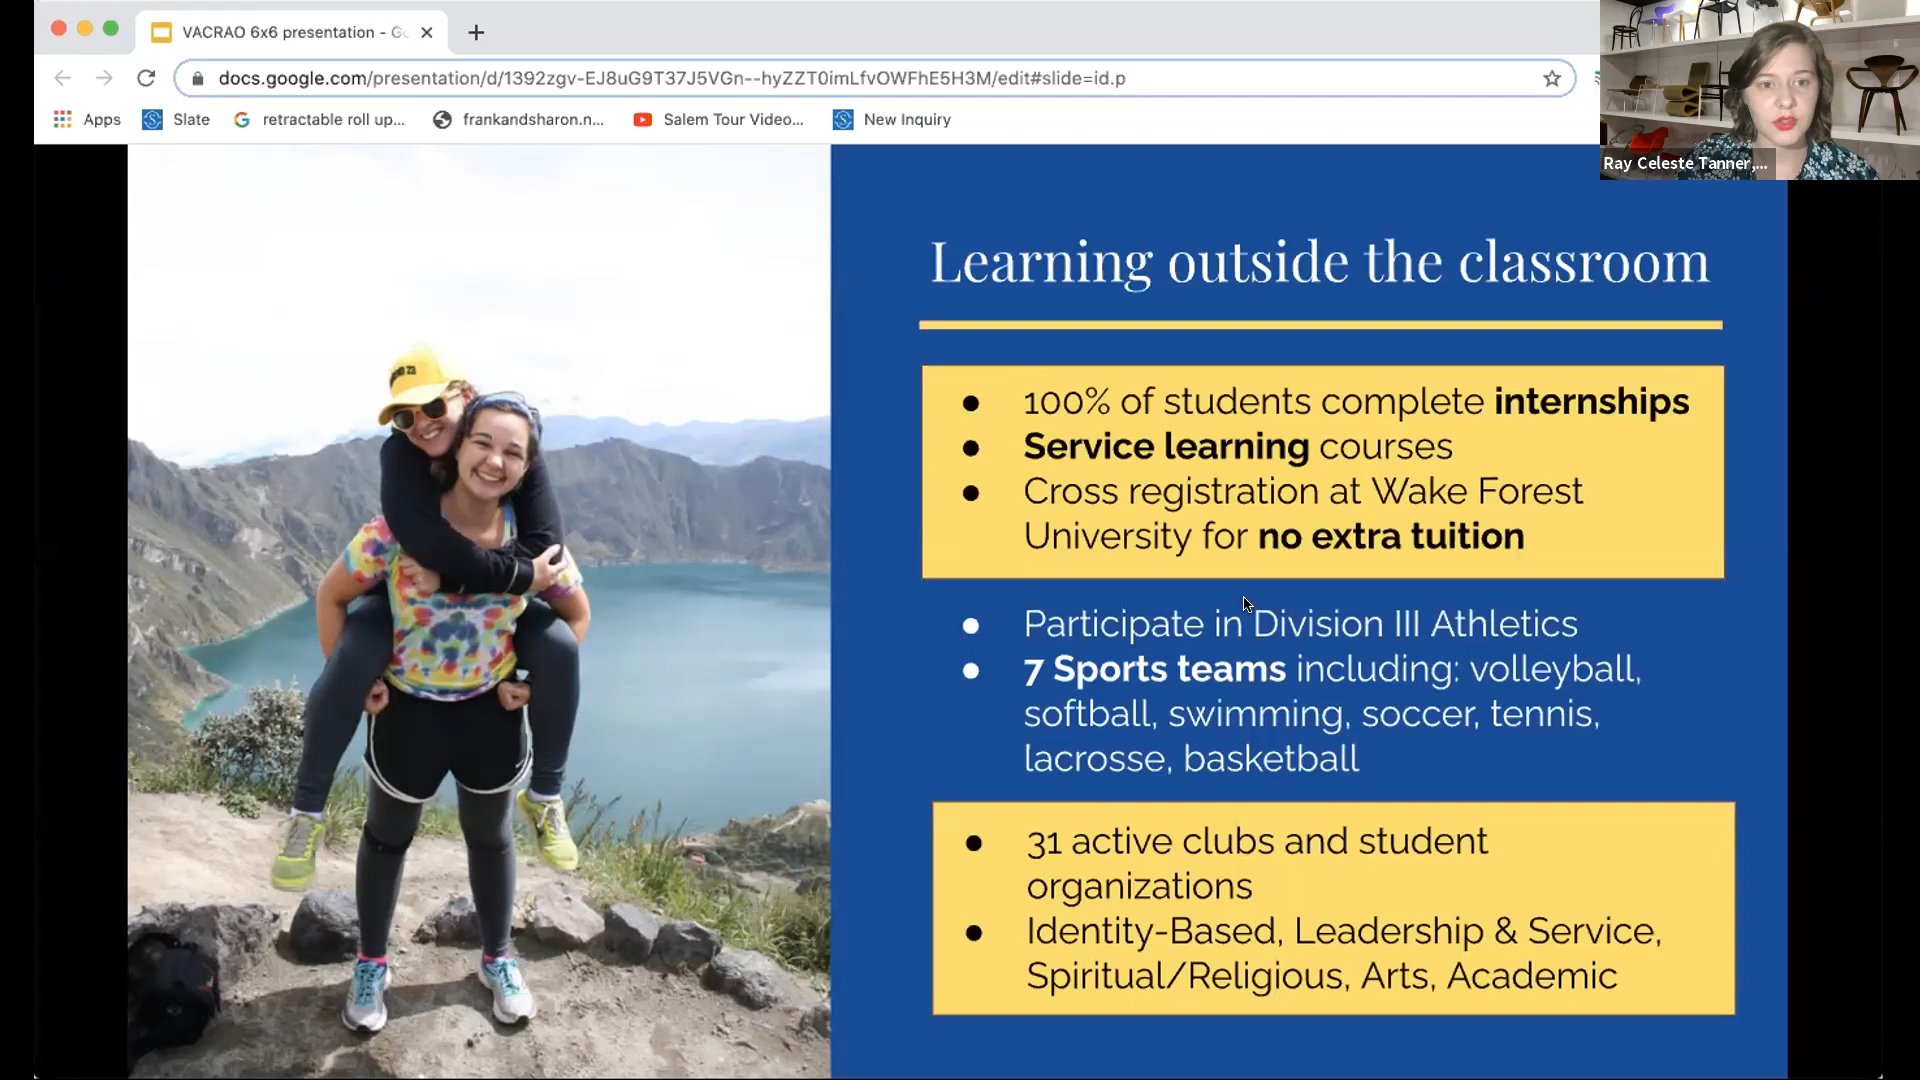 VACRAO 6x6 presentation - Go
docs.google.com/presentation/d/1392zgv-EJ8uG9T37J5VGn--hyZZT0imLfvOWFhE5H3M/edit#slide=id.p
Apps Slate retractable roll up... frankandsharon.n... Salem Tour Video... New Inquiry
Ray Celeste Tanner,...
Learning outside the classroom
● 100% of students complete internships
● Service learning courses
● Cross registration at Wake Forest
University for no extra tuition
● Participate in Division III Athletics
● 7 Sports teams including: volleyball,
softball, swimming, soccer, tennis,
lacrosse, basketball
● 31 active clubs and student
organizations
● Identity-Based, Leadership & Service,
Spiritual/Religious, Arts, Academic